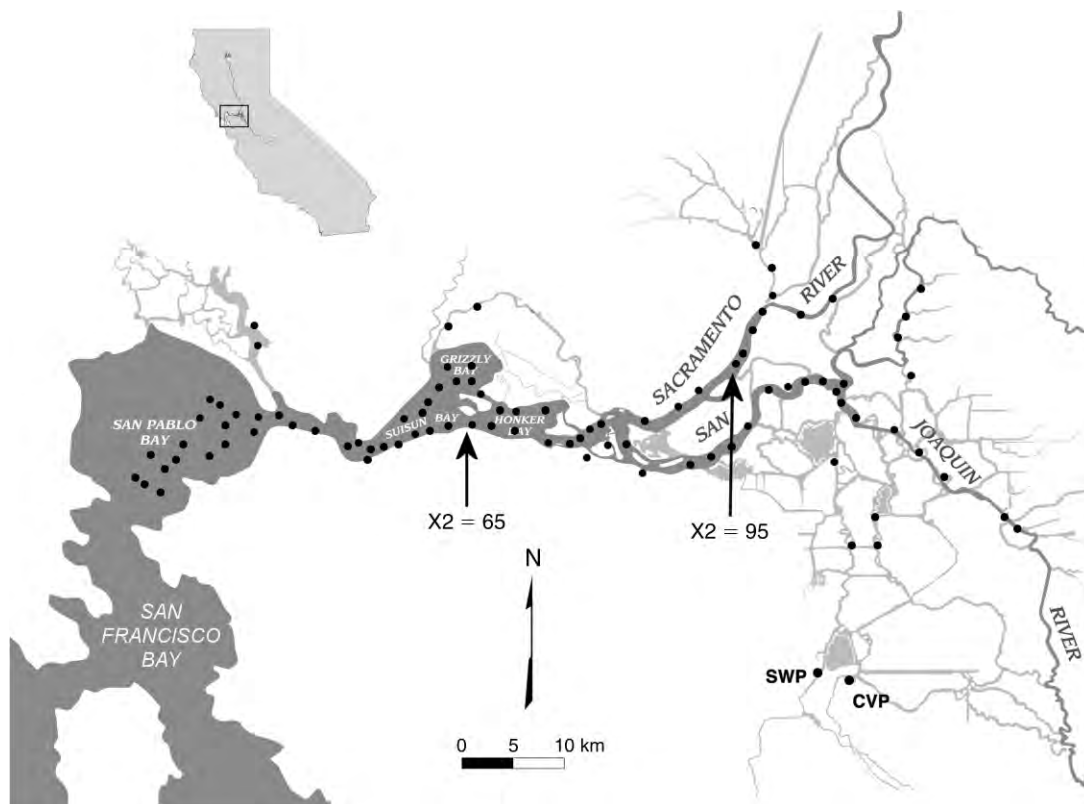 SACRAMENTO
RIVER
GRIZZLY
BAY
SAN PABLO
BAY
SUISUN BAY
HONKER
BAY
SAN
JOAQUIN
RIVER
X2 = 65
X2 = 95
N
SAN
FRANCISCO
BAY
SWP
CVP
0 5 10 km